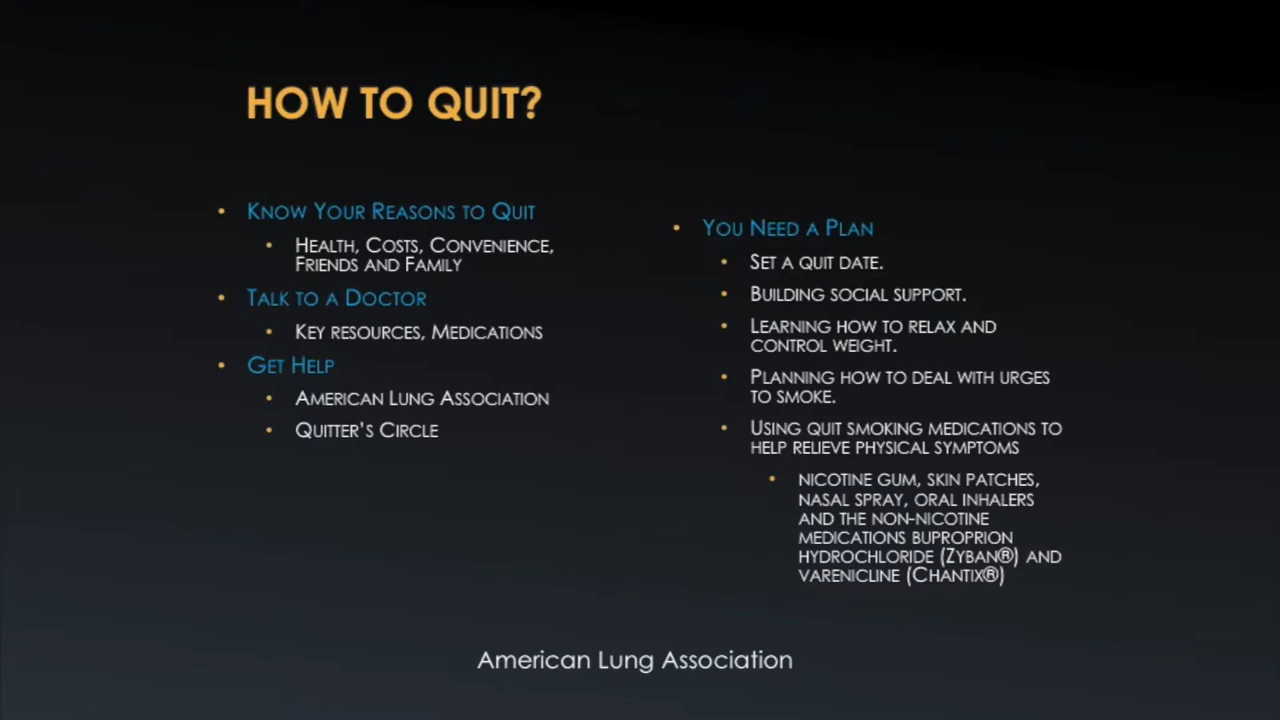 HOW TO QUIT?
• KNOW YOUR REASONS TO QUIT
• HEALTH, COSTS, CONVENIENCE,
FRIENDS AND FAMILY
• TALK TO A DOCTOR
• KEY RESOURCES, MEDICATIONS
• GET HELP
• AMERICAN LUNG ASSOCIATION
• QUITTER'S CIRCLE
• YOU NEED A PLAN
• SET A QUIT DATE.
• BUILDING SOCIAL SUPPORT.
• LEARNING HOW TO RELAX AND
CONTROL WEIGHT.
• PLANNING HOW TO DEAL WITH URGES
TO SMOKE.
• USING QUIT SMOKING MEDICATIONS TO
HELP RELIEVE PHYSICAL SYMPTOMS
• NICOTINE GUM, SKIN PATCHES,
NASAL SPRAY, ORAL INHALERS
AND THE NON-NICOTINE
MEDICATIONS BUPROPRION
HYDROCHLORIDE (ZYBAN®) AND
VARENICLINE (CHANTIX®)
American Lung Association